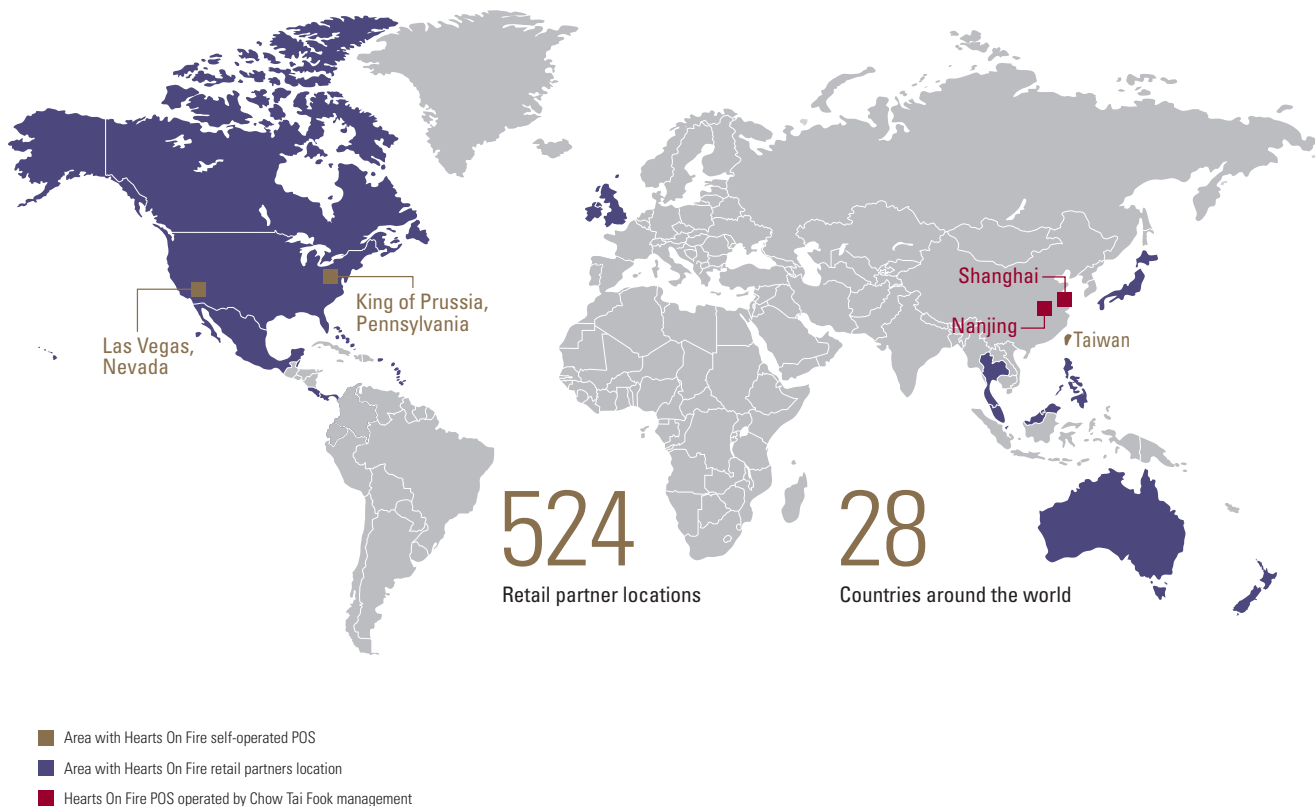 Shanghai
King of Prussia,
Pennsylvania
Nanjing
Taiwan
Las Vegas,
Nevada
524
Retail partner locations
28
Countries around the world
Area with Hearts On Fire self-operated POS
Area with Hearts On Fire retail partners location
Hearts On Fire POS operated by Chow Tai Fook management